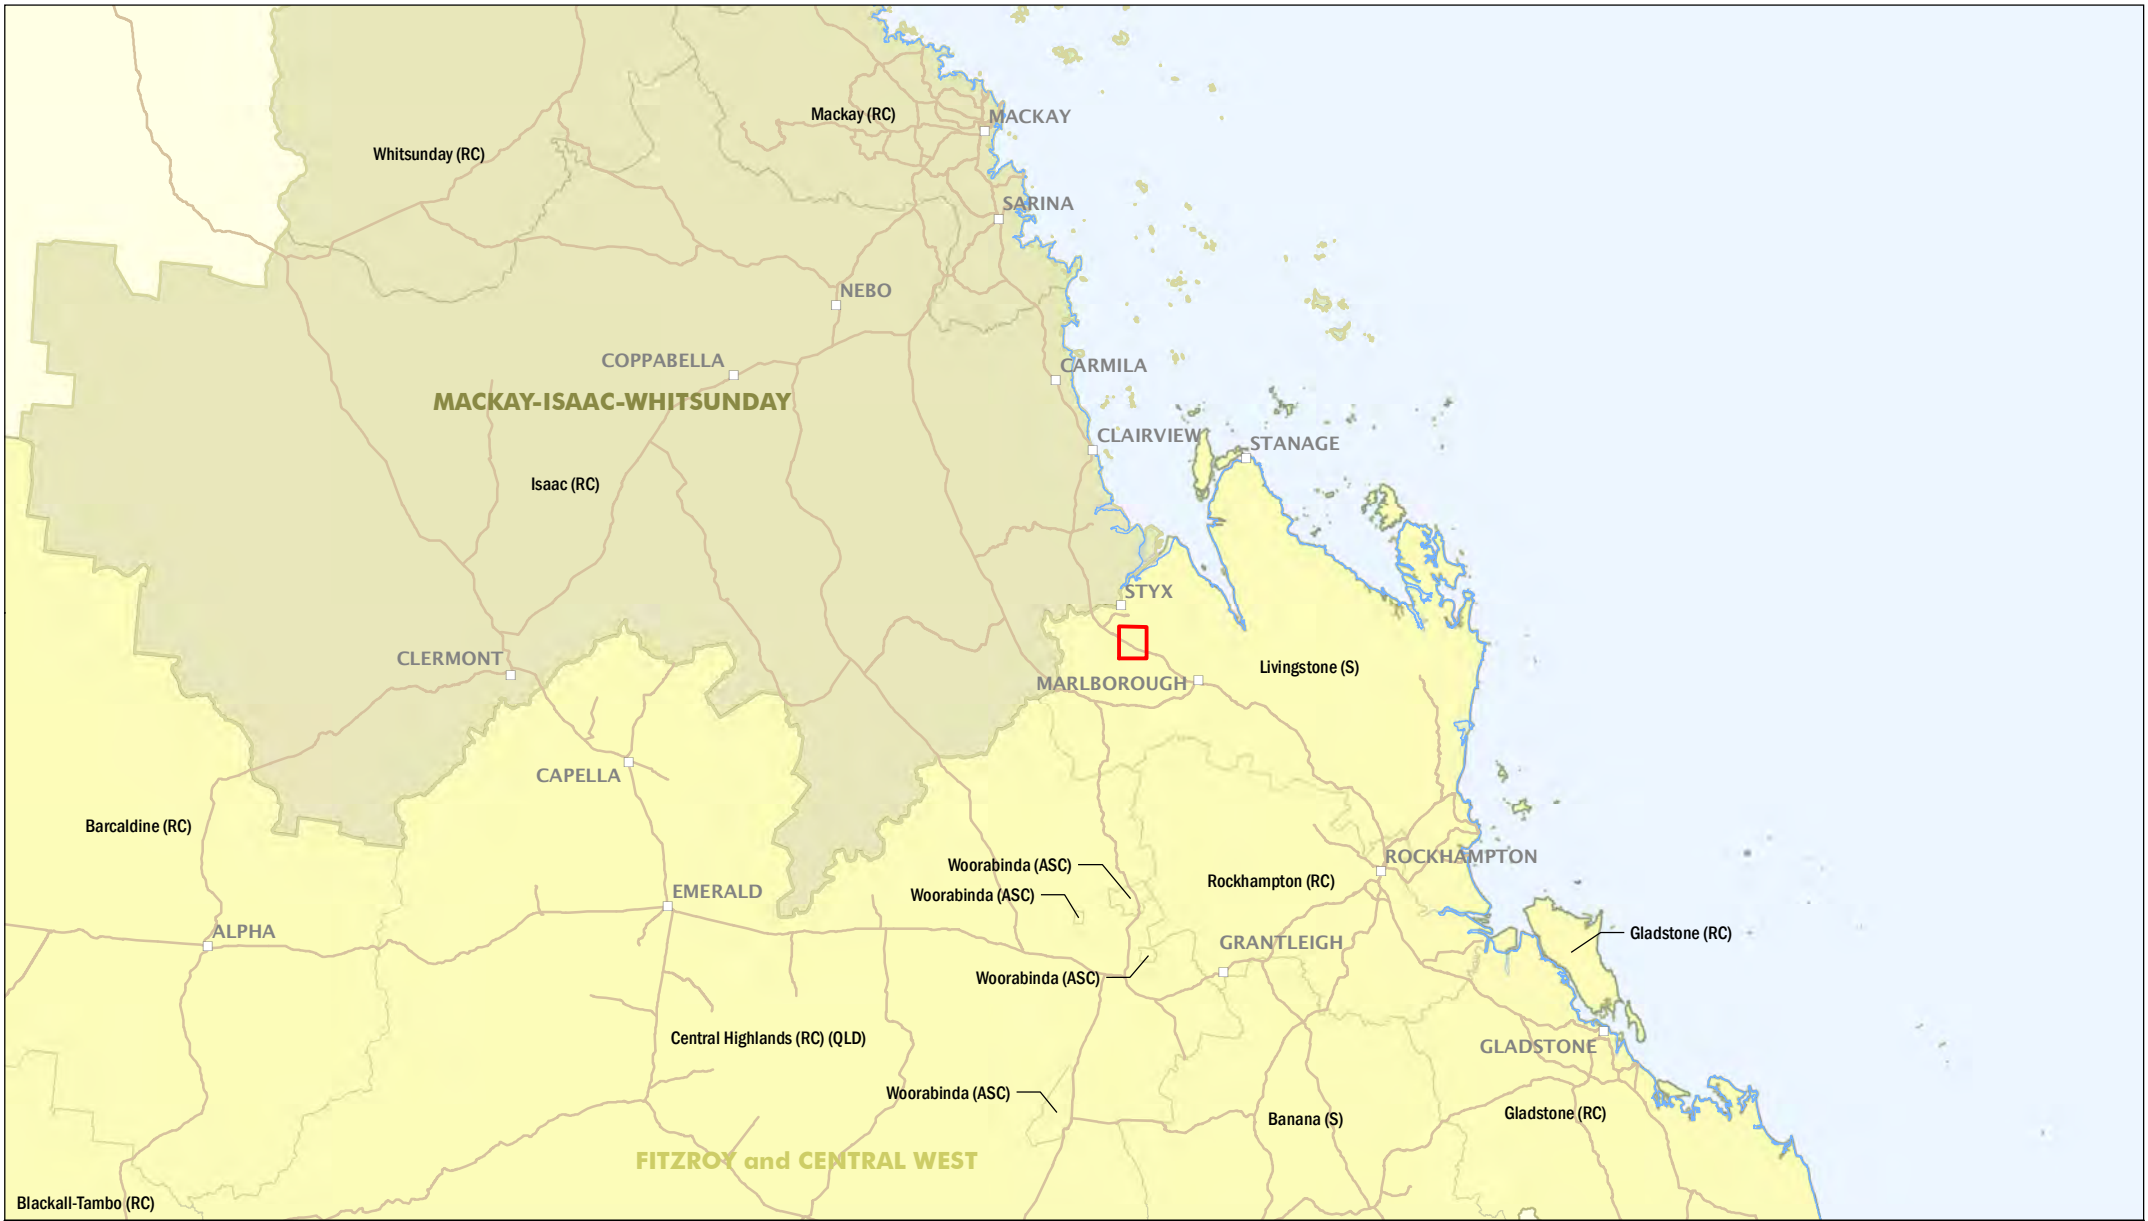 Mackay (RC)
MACKAY
Whitsunday (RC)
SARINA
NEBO
COPPABELLA
CARMILA
MACKAY-ISAAC-WHITSUNDAY
CLAIRVIEW
STANAGE
Isaac (RC)
STYX
CLERMONT
Livingstone (S)
MARLBOROUGH
CAPELLA
Barcaldine (RC)
ROCKHAMPTON
Woorabinda (ASC)
Rockhampton (RC)
EMERALD
Woorabinda (ASC)
ALPHA
Gladstone (RC)
GRANTLEIGH
Woorabinda (ASC)
Central Highlands (RC) (QLD)
GLADSTONE
Woorabinda (ASC)
Gladstone (RC)
Banana (S)
FITZROY and CENTRAL WEST
Blackall-Tambo (RC)